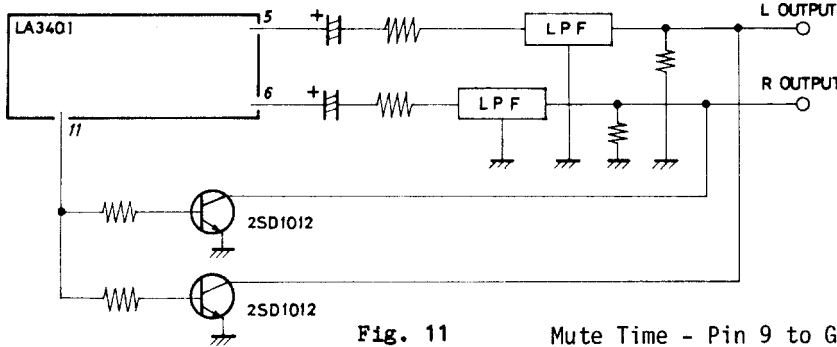 LA3401
5
L OUTPUT
LPF
R OUTPUT
6
LPF
11
2SD1012
2SD1012
Fig. 11
Mute Time - Pin 9 to G